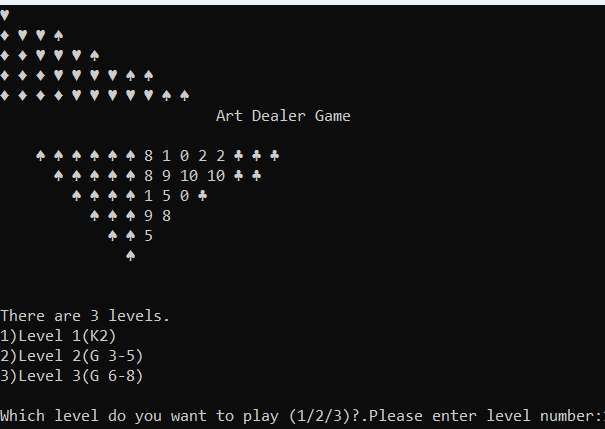 ♥
♦ ♥ ♥ ♠
♦ ♦ ♥ ♥ ♥ ♠
♦ ♦ ♦ ♥ ♥ ♥ ♥ ♠ ♠
♦ ♦ ♦ ♦ ♥ ♥ ♥ ♥ ♥ ♠ ♠
Art Dealer Game
♠ ♠ ♠ ♠ ♠ ♠ 8 1 0 2 2 ♣ ♣ ♣
♠ ♠ ♠ ♠ ♠ 8 9 10 10 ♣ ♣
♠ ♠ ♠ ♠ 1 5 0 ♣
♠ ♠ ♠ 9 8
♠ ♠ 5
♠
There are 3 levels.
1)Level 1(K2)
2)Level 2(G 3-5)
3)Level 3(G 6-8)
Which level do you want to play (1/2/3)?.Please enter level number: